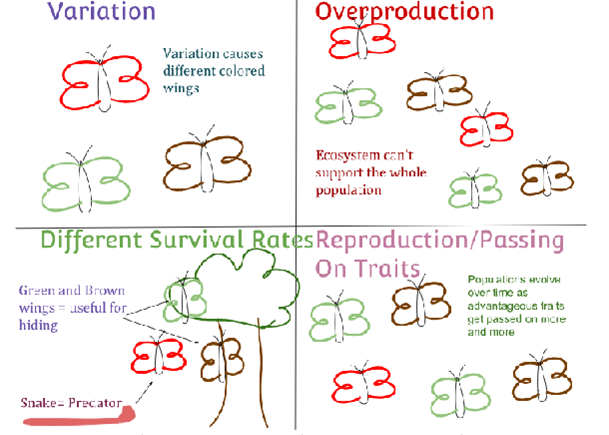 Variation
Variation causes
different colored
wings
Overproduction
Ecosystem can't
support the whole
population
Different Survival Rates
Green and Brown
wings = useful for
hiding
Snake= Predator
Reproduction/Passing
On Traits
Populations evolve
over time as
advantageous traits
get passed on more
and more